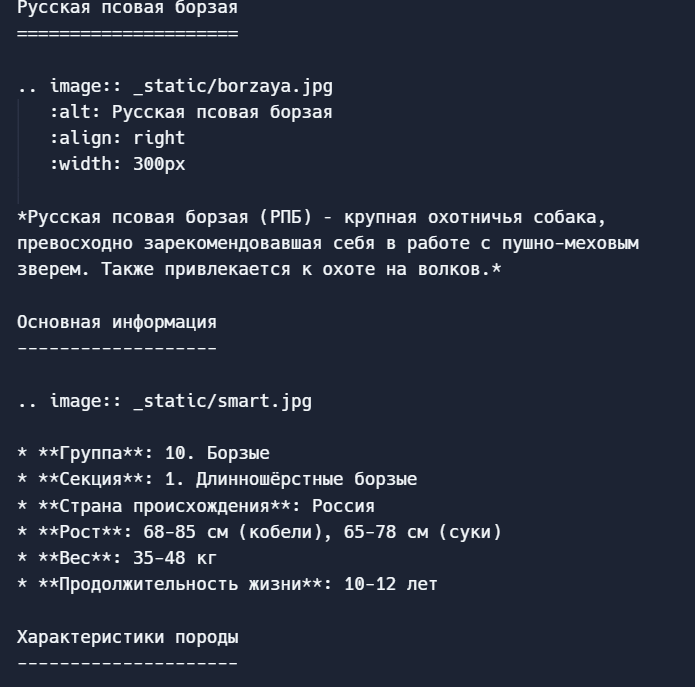 Русская псовая борзая
=====================
.. image:: _static/borzaya.jpg
:alt: Русская псовая борзая
:align: right
:width: 300px
*Русская псовая борзая (РПБ) - крупная охотничья собака,
превосходно зарекомендовавшая себя в работе с пушно-меховым
зверем. Также привлекается к охоте на волков.*
Основная информация
-------------------
.. image:: _static/smart.jpg
* **Группа**: 10. Борзые
* **Секция**: 1. Длинношёрстные борзые
* **Страна происхождения**: Россия
* **Рост**: 68-85 см (кобели), 65-78 см (суки)
* **Вес**: 35-48 кг
* **Продолжительность жизни**: 10-12 лет
Характеристики породы
---------------------